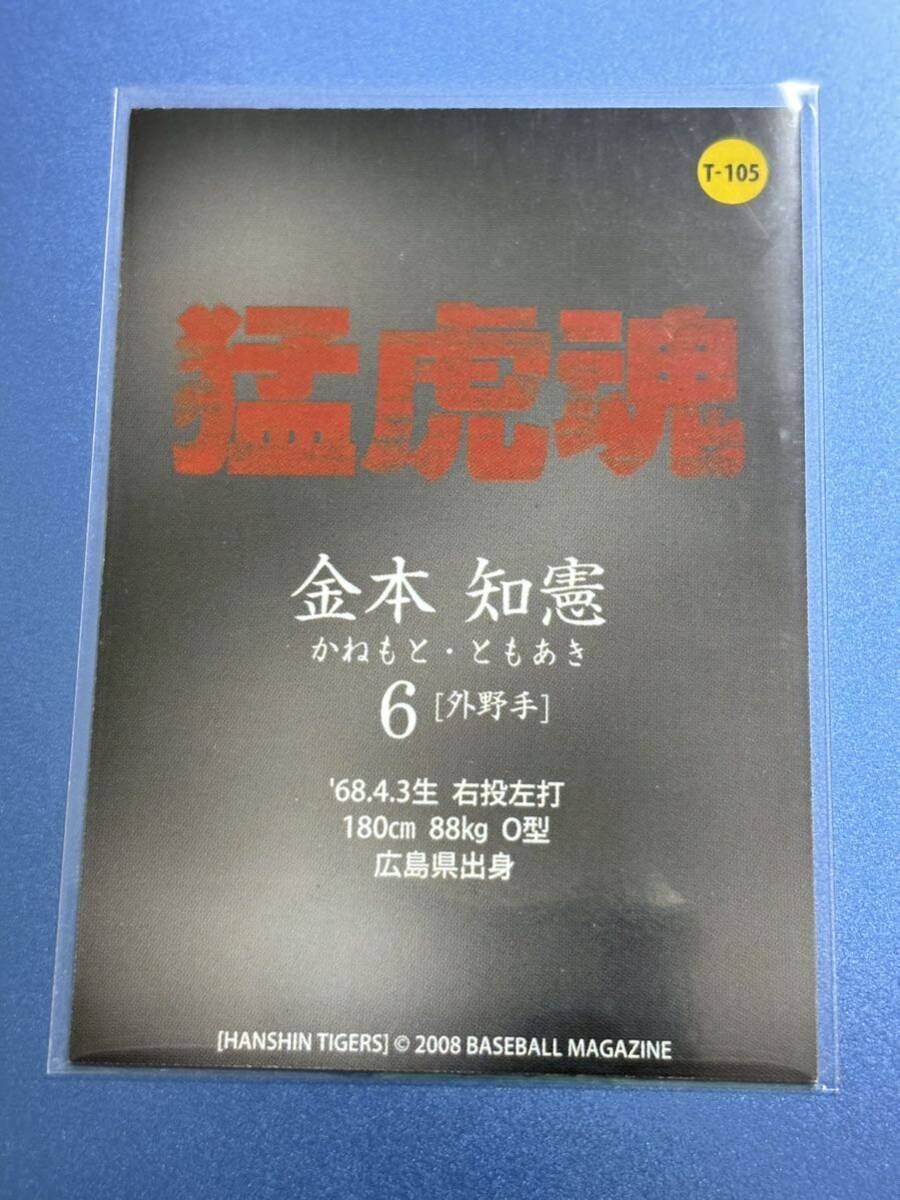 T-105
猛虎魂
金本 知憲
かねもと・ともあき
6 [外野手]
'68.4.3生 右投左打
180㎝ 88kg O型
広島県出身
[HANSHIN TIGERS] © 2008 BASEBALL MAGAZINE